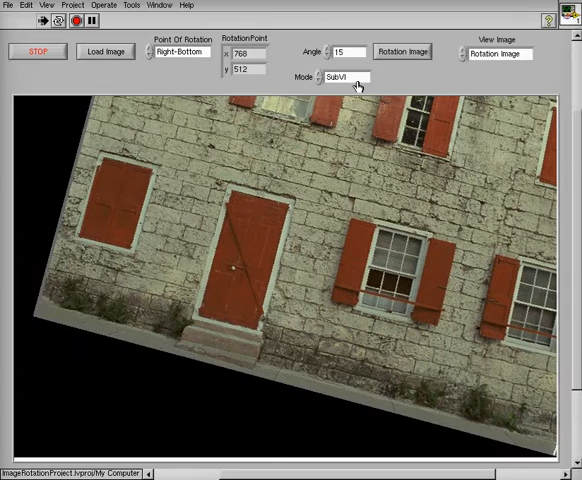 File Edit View Project Operate Tools Window Help
?
STOP
Load Image
Point Of Rotation
Right-Bottom
RotationPoint
x 768
y 512
Angle 15
Rotation Image
Mode SubVI
View Image
Rotation Image
ImageRotationProject.lvproj/My Computer